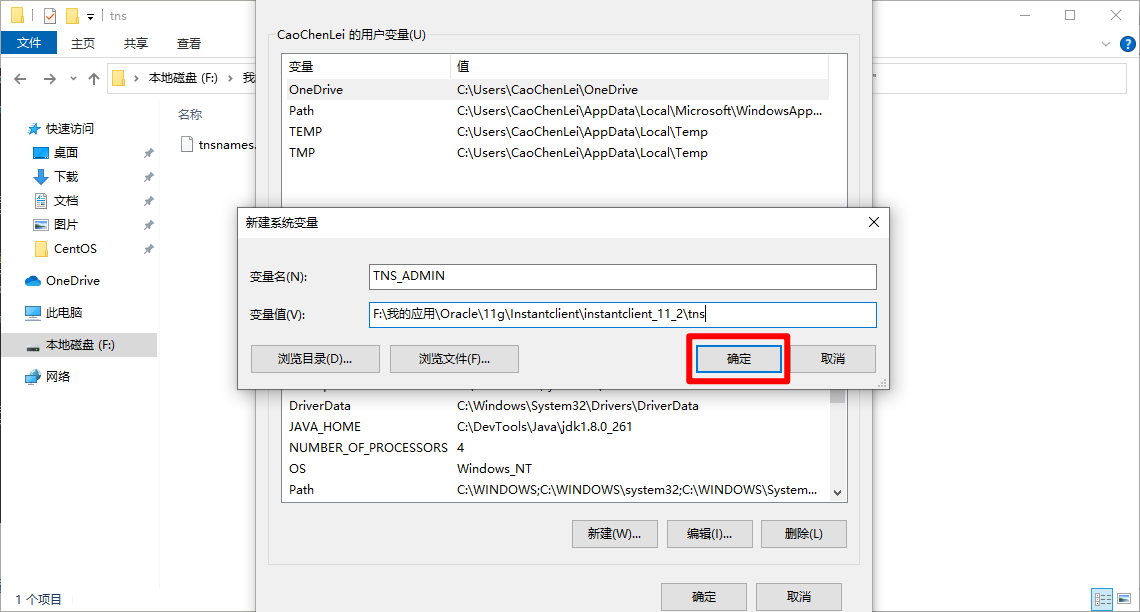 tns
文件 主页 共享 查看
本地磁盘 (F:) 我
名称
快速访问
桌面
下载
文档
图片
CentOS
OneDrive
此电脑
本地磁盘 (F:)
网络
tnsnames.
1 个项目
CaoChenLei 的用户变量(U)
变量 值
OneDrive C:\Users\CaoChenLei\OneDrive
Path C:\Users\CaoChenLei\AppData\Local\Microsoft\WindowsApp...
TEMP C:\Users\CaoChenLei\AppData\Local\Temp
TMP C:\Users\CaoChenLei\AppData\Local\Temp
新建系统变量
变量名(N): TNS_ADMIN
变量值(V): F:\我的应用\Oracle\11g\Instantclient\instantclient_11_2\tns
浏览目录(D)... 浏览文件(F)... 确定 取消
DriverData C:\Windows\System32\Drivers\DriverData
JAVA_HOME C:\DevTools\Java\jdk1.8.0_261
NUMBER_OF_PROCESSORS 4
OS Windows_NT
Path C:\WINDOWS;C:\WINDOWS\system32;C:\WINDOWS\System...
新建(W)... 编辑(I)... 删除(L)
确定 取消